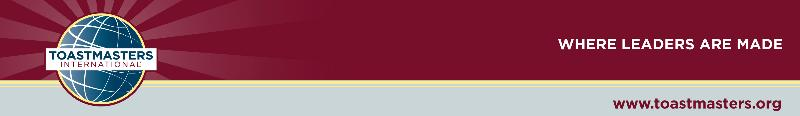 TOASTMASTERS
INTERNATIONAL
WHERE LEADERS ARE MADE
www.toastmasters.org